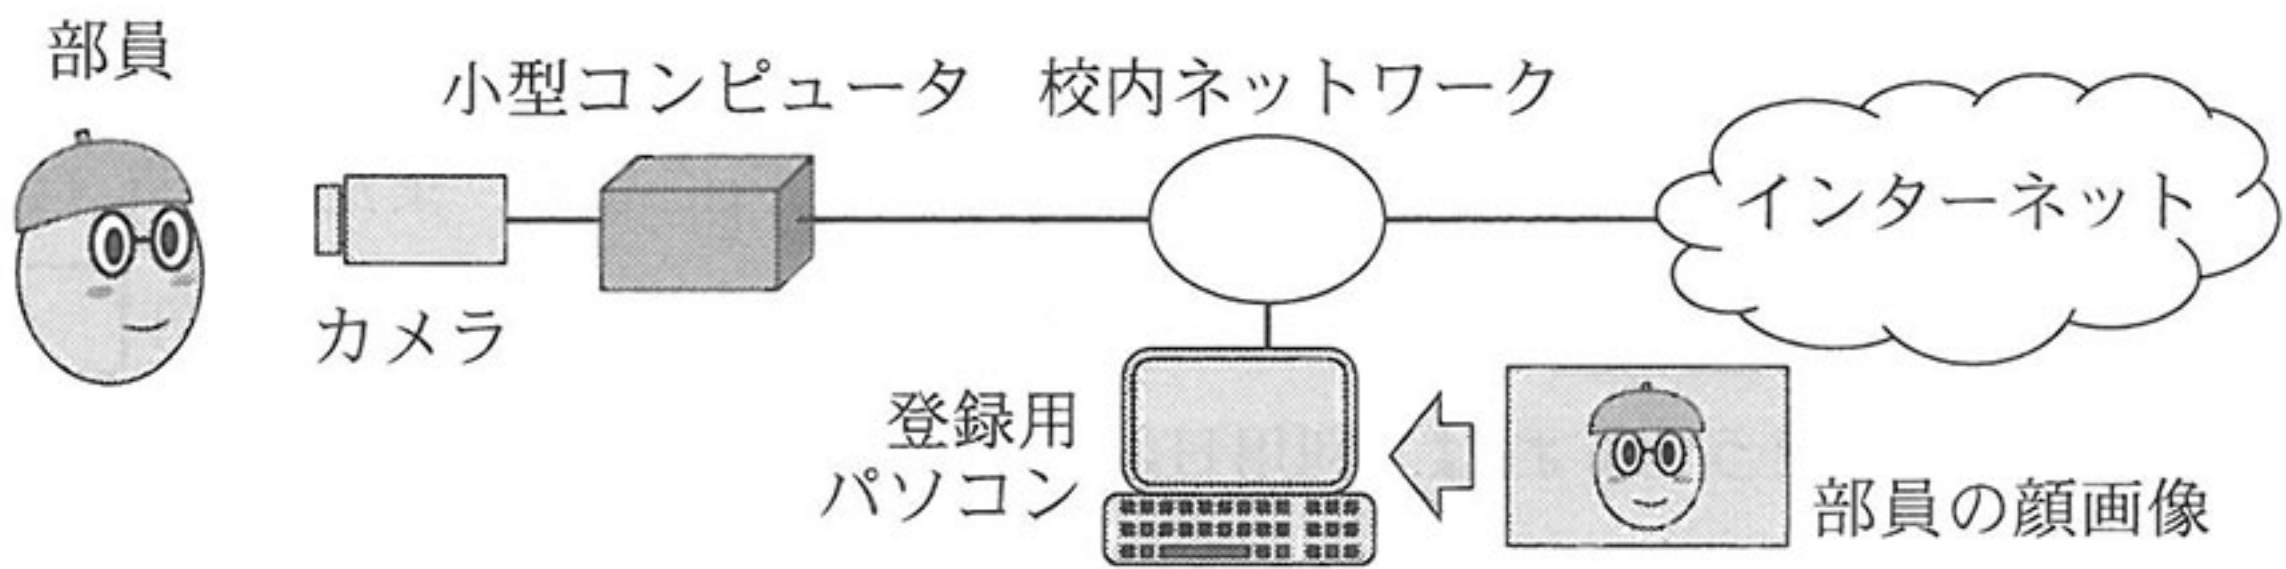 部員
小型コンピュータ
校内ネットワーク
インターネット
カメラ
登録用
パソコン
部員の顔画像